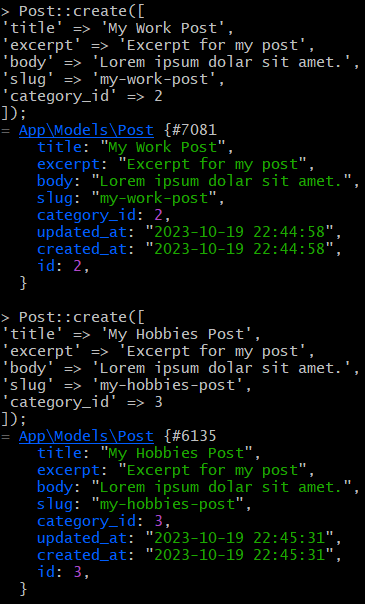 > Post::create([
'title' => 'My Work Post',
'excerpt' => 'Excerpt for my post',
'body' => 'Lorem ipsum dolar sit amet.',
'slug' => 'my-work-post',
'category_id' => 2
]);
= App\Models\Post {#7081
title: "My Work Post",
excerpt: "Excerpt for my post",
body: "Lorem ipsum dolar sit amet.",
slug: "my-work-post",
category_id: 2,
updated_at: "2023-10-19 22:44:58",
created_at: "2023-10-19 22:44:58",
id: 2,
}
> Post::create([
'title' => 'My Hobbies Post',
'excerpt' => 'Excerpt for my post',
'body' => 'Lorem ipsum dolar sit amet.',
'slug' => 'my-hobbies-post',
'category_id' => 3
]);
= App\Models\Post {#6135
title: "My Hobbies Post",
excerpt: "Excerpt for my post",
body: "Lorem ipsum dolar sit amet.",
slug: "my-hobbies-post",
category_id: 3,
updated_at: "2023-10-19 22:45:31",
created_at: "2023-10-19 22:45:31",
id: 3,
}